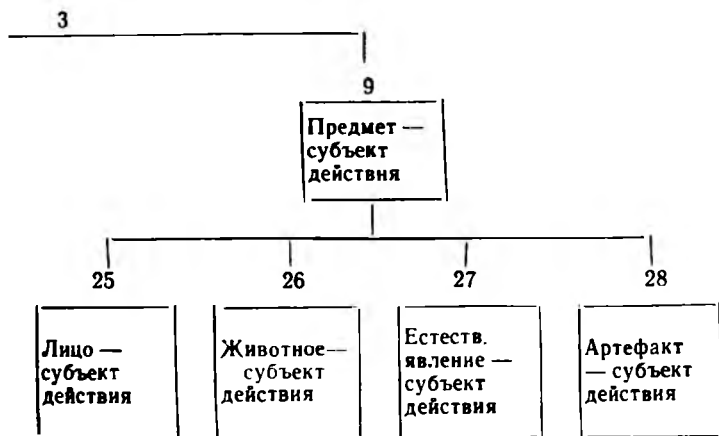 3
9
Предмет —
субъект
действия
25
26
27
28
Лицо —
субъект
действия
Животное—
субъект
действия
Естеств.
явление —
субъект
действия
Артефакт
— субъект
действия